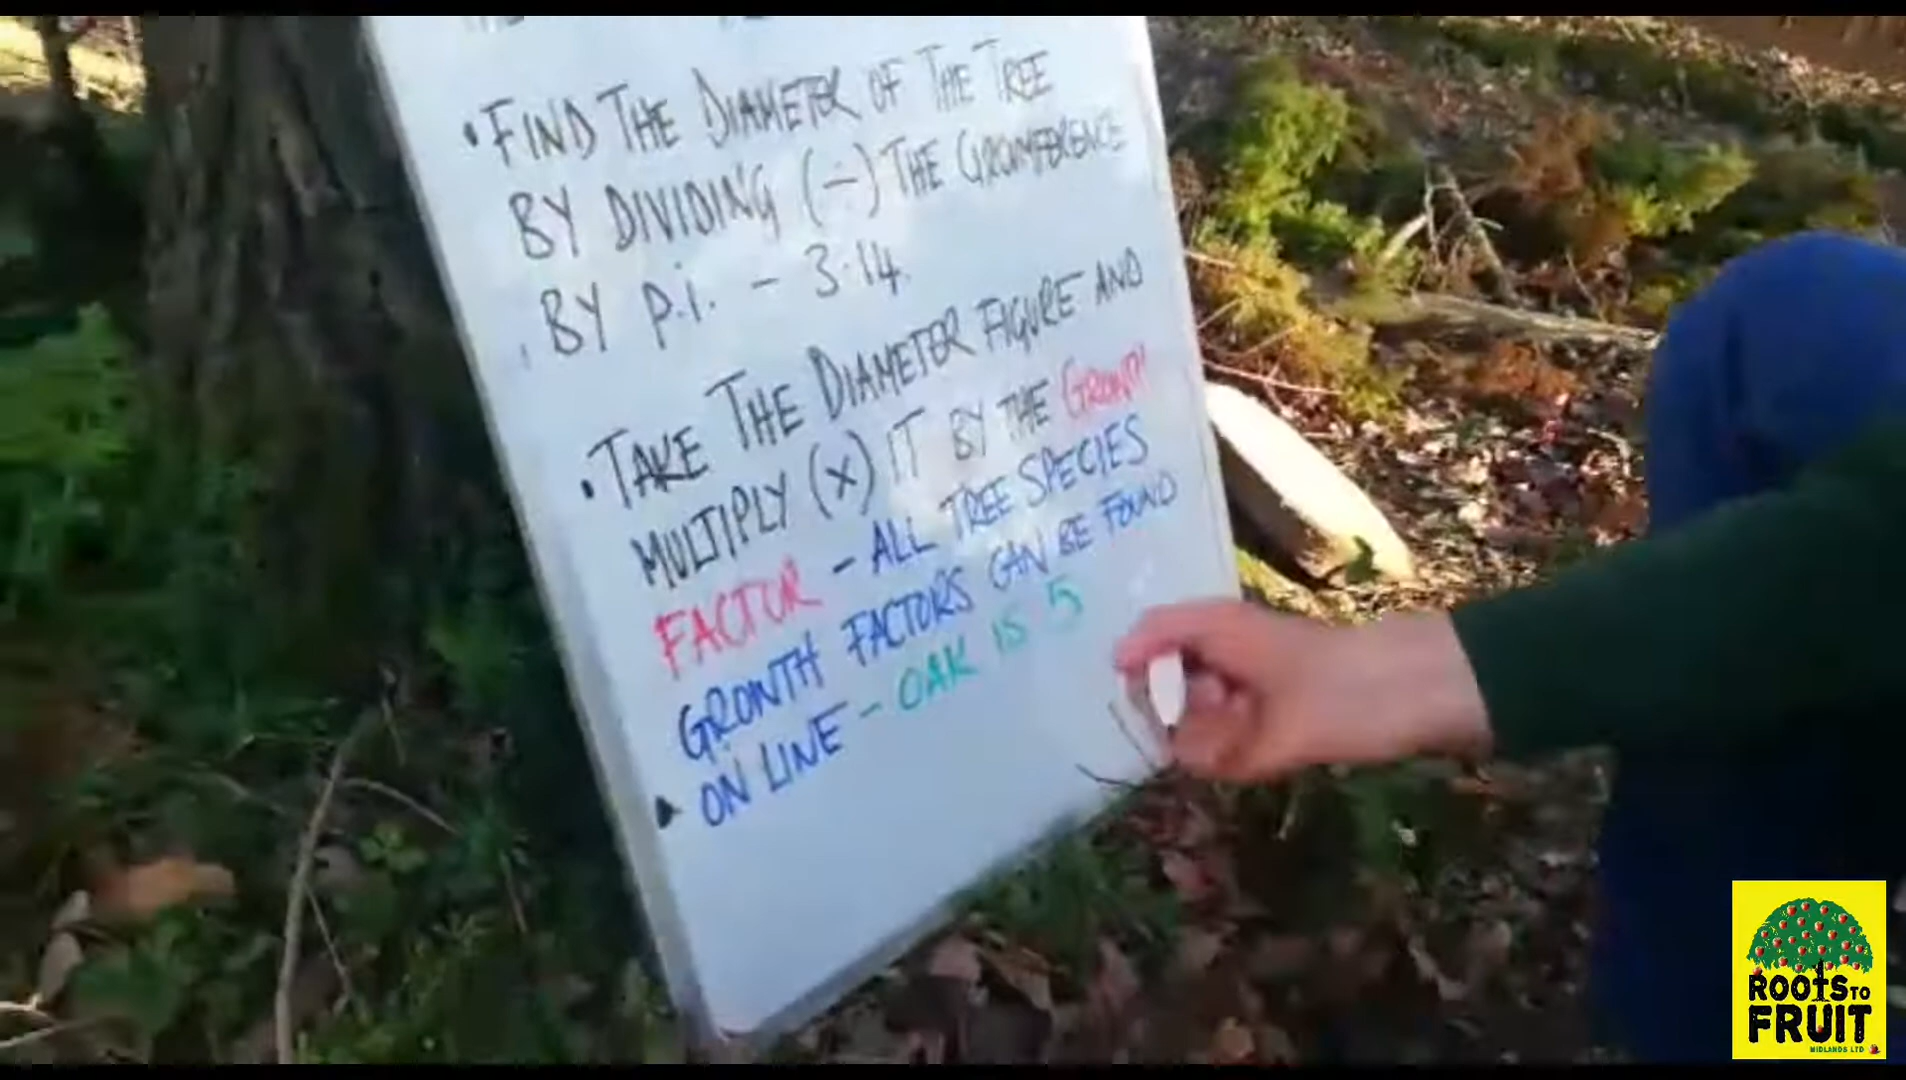 • FIND THE DIAMETER OF THE TREE
BY DIVIDING (÷) THE CIRCUMFERENCE
BY p.i. - 3.14.
• TAKE THE DIAMETER FIGURE AND
MULTIPLY (x) IT BY THE GROWTH
FACTOR - ALL TREE SPECIES
GROWTH FACTORS CAN BE FOUND
ON LINE - OAK IS 5
ROOTS TO
FRUIT
MIDLANDS LTD